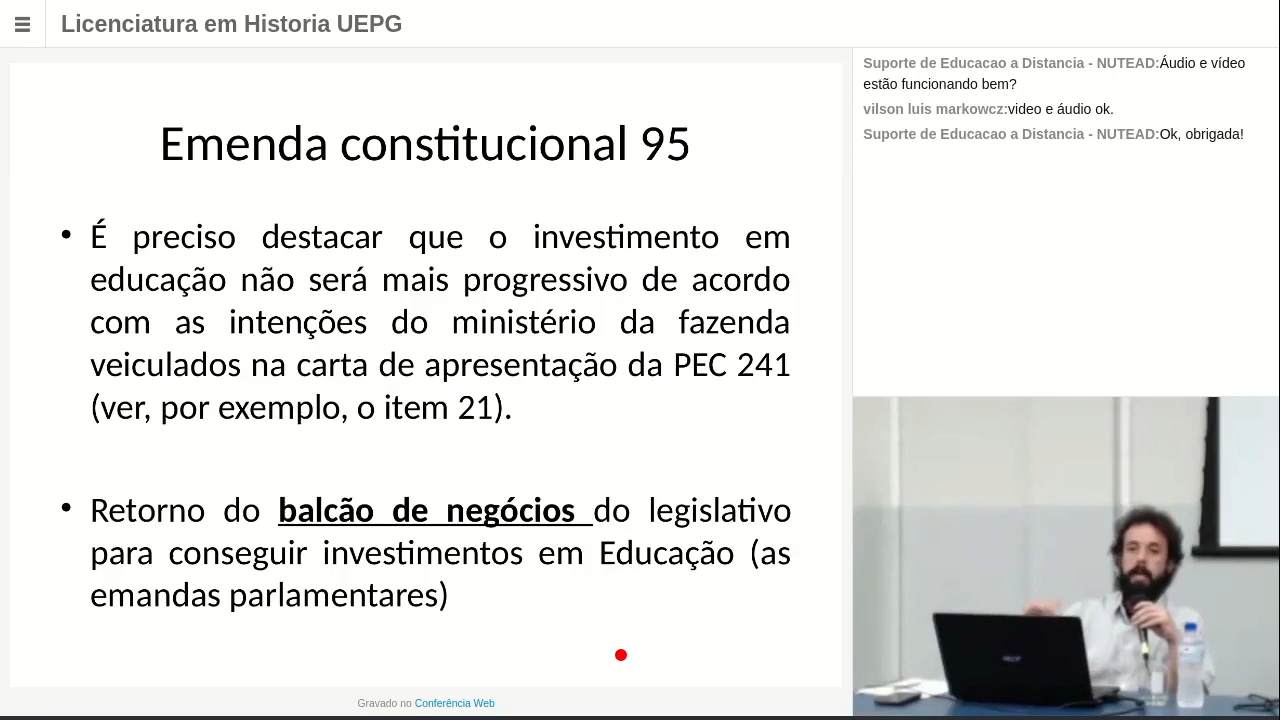 Licenciatura em Historia UEPG
Emenda constitucional 95
• É preciso destacar que o investimento em
educação não será mais progressivo de acordo
com as intenções do ministério da fazenda
veiculados na carta de apresentação da PEC 241
(ver, por exemplo, o item 21).
• Retorno do balcão de negócios do legislativo
para conseguir investimentos em Educação (as
emandas parlamentares)
Gravado no Conferência Web
Suporte de Educacao a Distancia - NUTEAD:Áudio e vídeo
estão funcionando bem?
vilson luis markowcz:video e áudio ok.
Suporte de Educacao a Distancia - NUTEAD:Ok, obrigada!
acer